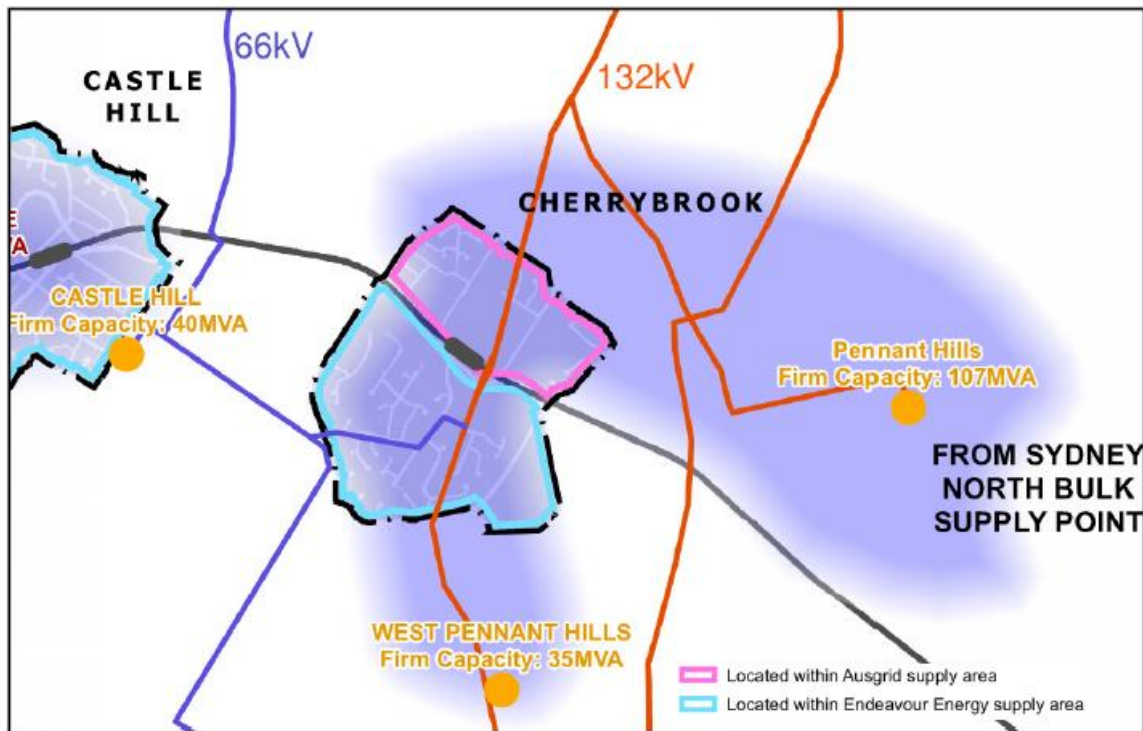 66kV
CASTLE
HILL
132kV
CHERRYBROOK
E
VA
CASTLE HILL
Firm Capacity: 40MVA
Pennant Hills
Firm Capacity: 107MVA
FROM SYDNEY
NORTH BULK
SUPPLY POINT
WEST PENNANT HILLS
Firm Capacity: 35MVA
Located within Ausgrid supply area
Located within Endeavour Energy supply area